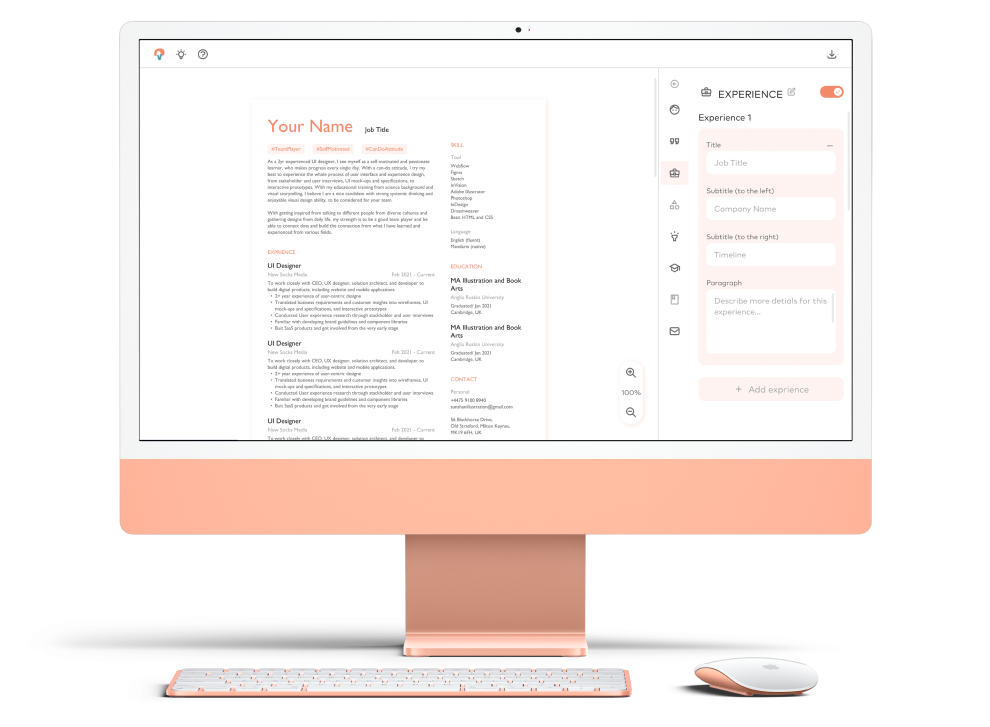 Your Name Job Title
#TeamPlayer #SelfMotivated #CanDoAttitude
As a 2yr experienced UI designer, I see myself as a self-motivated and passionate
learner, who makes progress every single day. With a can-do attitude, I try my
best to experience the whole process of user interface and experience design,
from stakeholder and user interviews, UI mock-ups and specifications, to
interactive prototypes. With my educational training from science background and
visual storytelling, I believe I am a nice candidate with strong systematic thinking and
enjoyable visual design ability, to be considered for your team.
With getting inspired from talking to different people from diverse cultures and
gathering designs from daily life, my strength is to be a good team player and be
able to connect dots and build the connection from what I have learned and
experienced from various fields.
EXPRIENCE
UI Designer
New Socks Media Feb 2021 - Current
To work closely with CEO, UX designer, solution architect, and developer to
build digital products, including website and mobile applications
• 2+ year experience of user-centric designe
• Translated business requirements and customer insights into wireframes, UI
mock-ups and specifications, and interactive prototypes
• Conducted User experience research through stackholder and user interviews
• Familiar with developing brand guidelines and component libraries
• Buit SaaS products and got involved from the very early stage
UI Designer
New Socks Media Feb 2021 - Current
To work closely with CEO, UX designer, solution architect, and developer to
build digital products, including website and mobile applications.
• 2+ year experience of user-centric designe
• Translated business requirements and customer insights into wireframes, UI
mock-ups and specifications, and interactive prototypes
• Conducted User experience research through stackholder and user interviews
• Familiar with developing brand guidelines and component libraries
• Buit SaaS products and got involved from the very early stage
UI Designer
New Socks Media Feb 2021 - Current
To work closely with CEO, UX designer, solution architect, and developer to
SKILL
Tool
Webflow
Figma
Sketch
InVision
Adobe Illustrator
Photoshop
InDesign
Dreamweaver
Basic HTML and CSS
Language
English (fluent)
Mandarin (native)
EDUCATION
MA Illustration and Book
Arts
Anglia Ruskin University
Graduated/ Jan 2021
Cambridge, UK
MA Illustration and Book
Arts
Anglia Ruskin University
Graduated/ Jan 2021
Cambridge, UK
CONTACT
Personal
+4475 9100 8940
sunshanillustration@gmail.com
56 Blackhorse Drive,
Old Stratford, Milton Keynes,
MK19 6FH, UK
100%
EXPERIENCE
Experience 1
Title
Job Title
Subtitle (to the left)
Company Name
Subtitle (to the right)
Timeline
Paragraph
Describe more detials for this
experience...
+ Add exprience